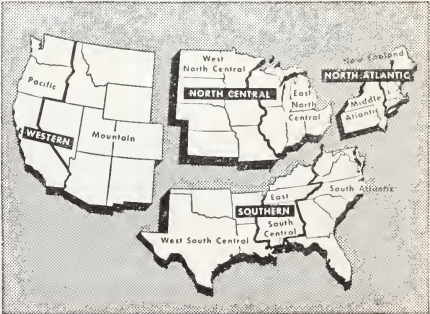 Pacific
WESTERN
Mountain
West
North Central
NORTH CENTRAL
East
North
Central
New England
NORTH ATLANTIC
Middle
Atlantic
South Atlantic
East
SOUTHERN
South
Central
West South Central